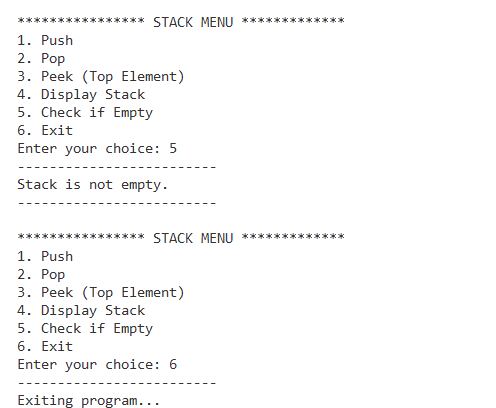 **************** STACK MENU *************
1. Push
2. Pop
3. Peek (Top Element)
4. Display Stack
5. Check if Empty
6. Exit
Enter your choice: 5
-------------------------
Stack is not empty.
-------------------------
**************** STACK MENU *************
1. Push
2. Pop
3. Peek (Top Element)
4. Display Stack
5. Check if Empty
6. Exit
Enter your choice: 6
-------------------------
Exiting program...